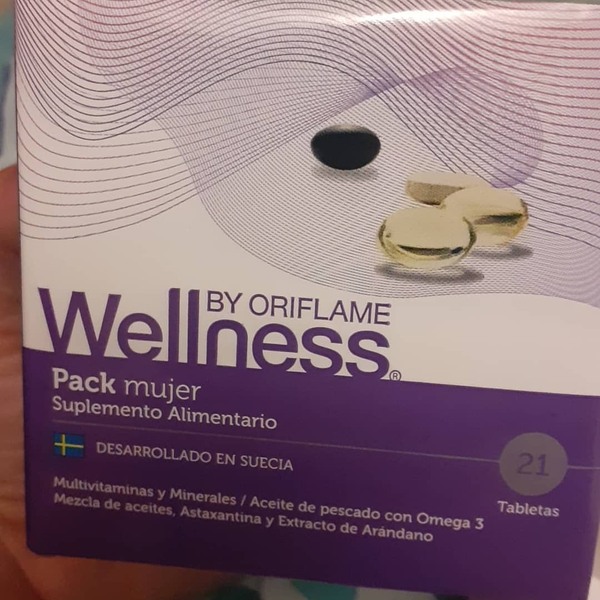 BY ORIFLAME
Wellness®
Pack mujer
Suplemento Alimentario
DESARROLLADO EN SUECIA
21
Tabletas
Multivitaminas y Minerales / Aceite de pescado con Omega 3
Mezcla de aceites, Astaxantina y Extracto de Arándano